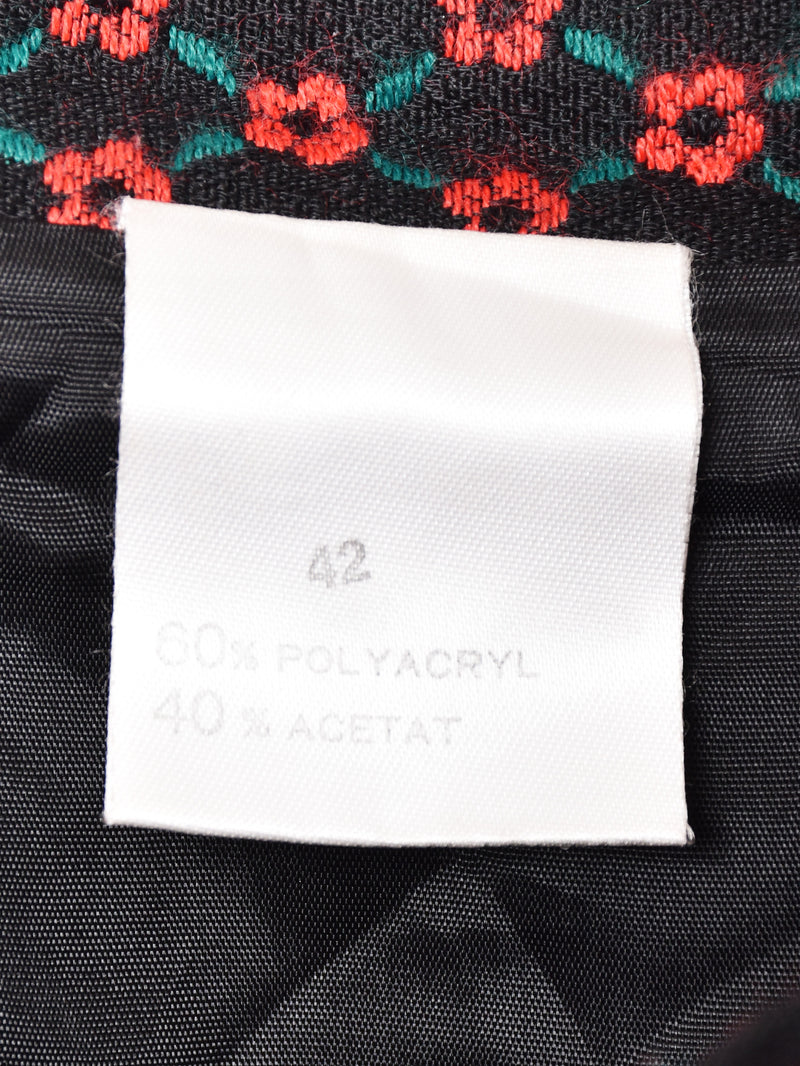 42
60% POLYACRYL
40% ACETAT